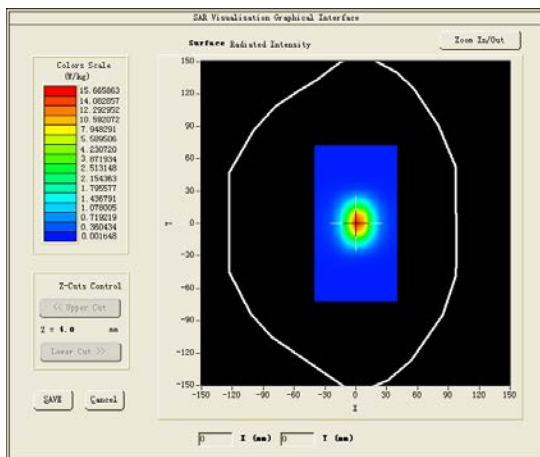 SAR Visualisation Graphical Interface
Surface Radiated Intensity
Zoom In/Out
Colors Scale
(W/kg)
15.665863
14.082857
12.292952
10.592072
7.948291
5.589506
4.230720
3.871934
2.513148
2.154363
1.795577
1.436791
1.078005
0.719219
0.360434
0.001648
Z-Cuts Control
<< Upper Cut
Z = 4.0 mm
Lower Cut >>
SAVE Cancel
150
120
90
60
30
0
-30
-60
-90
-120
-150
Y
-150 -120 -90 -60 -30 0 30 60 90 120 150
X
0 X (mm) 0 Y (mm)